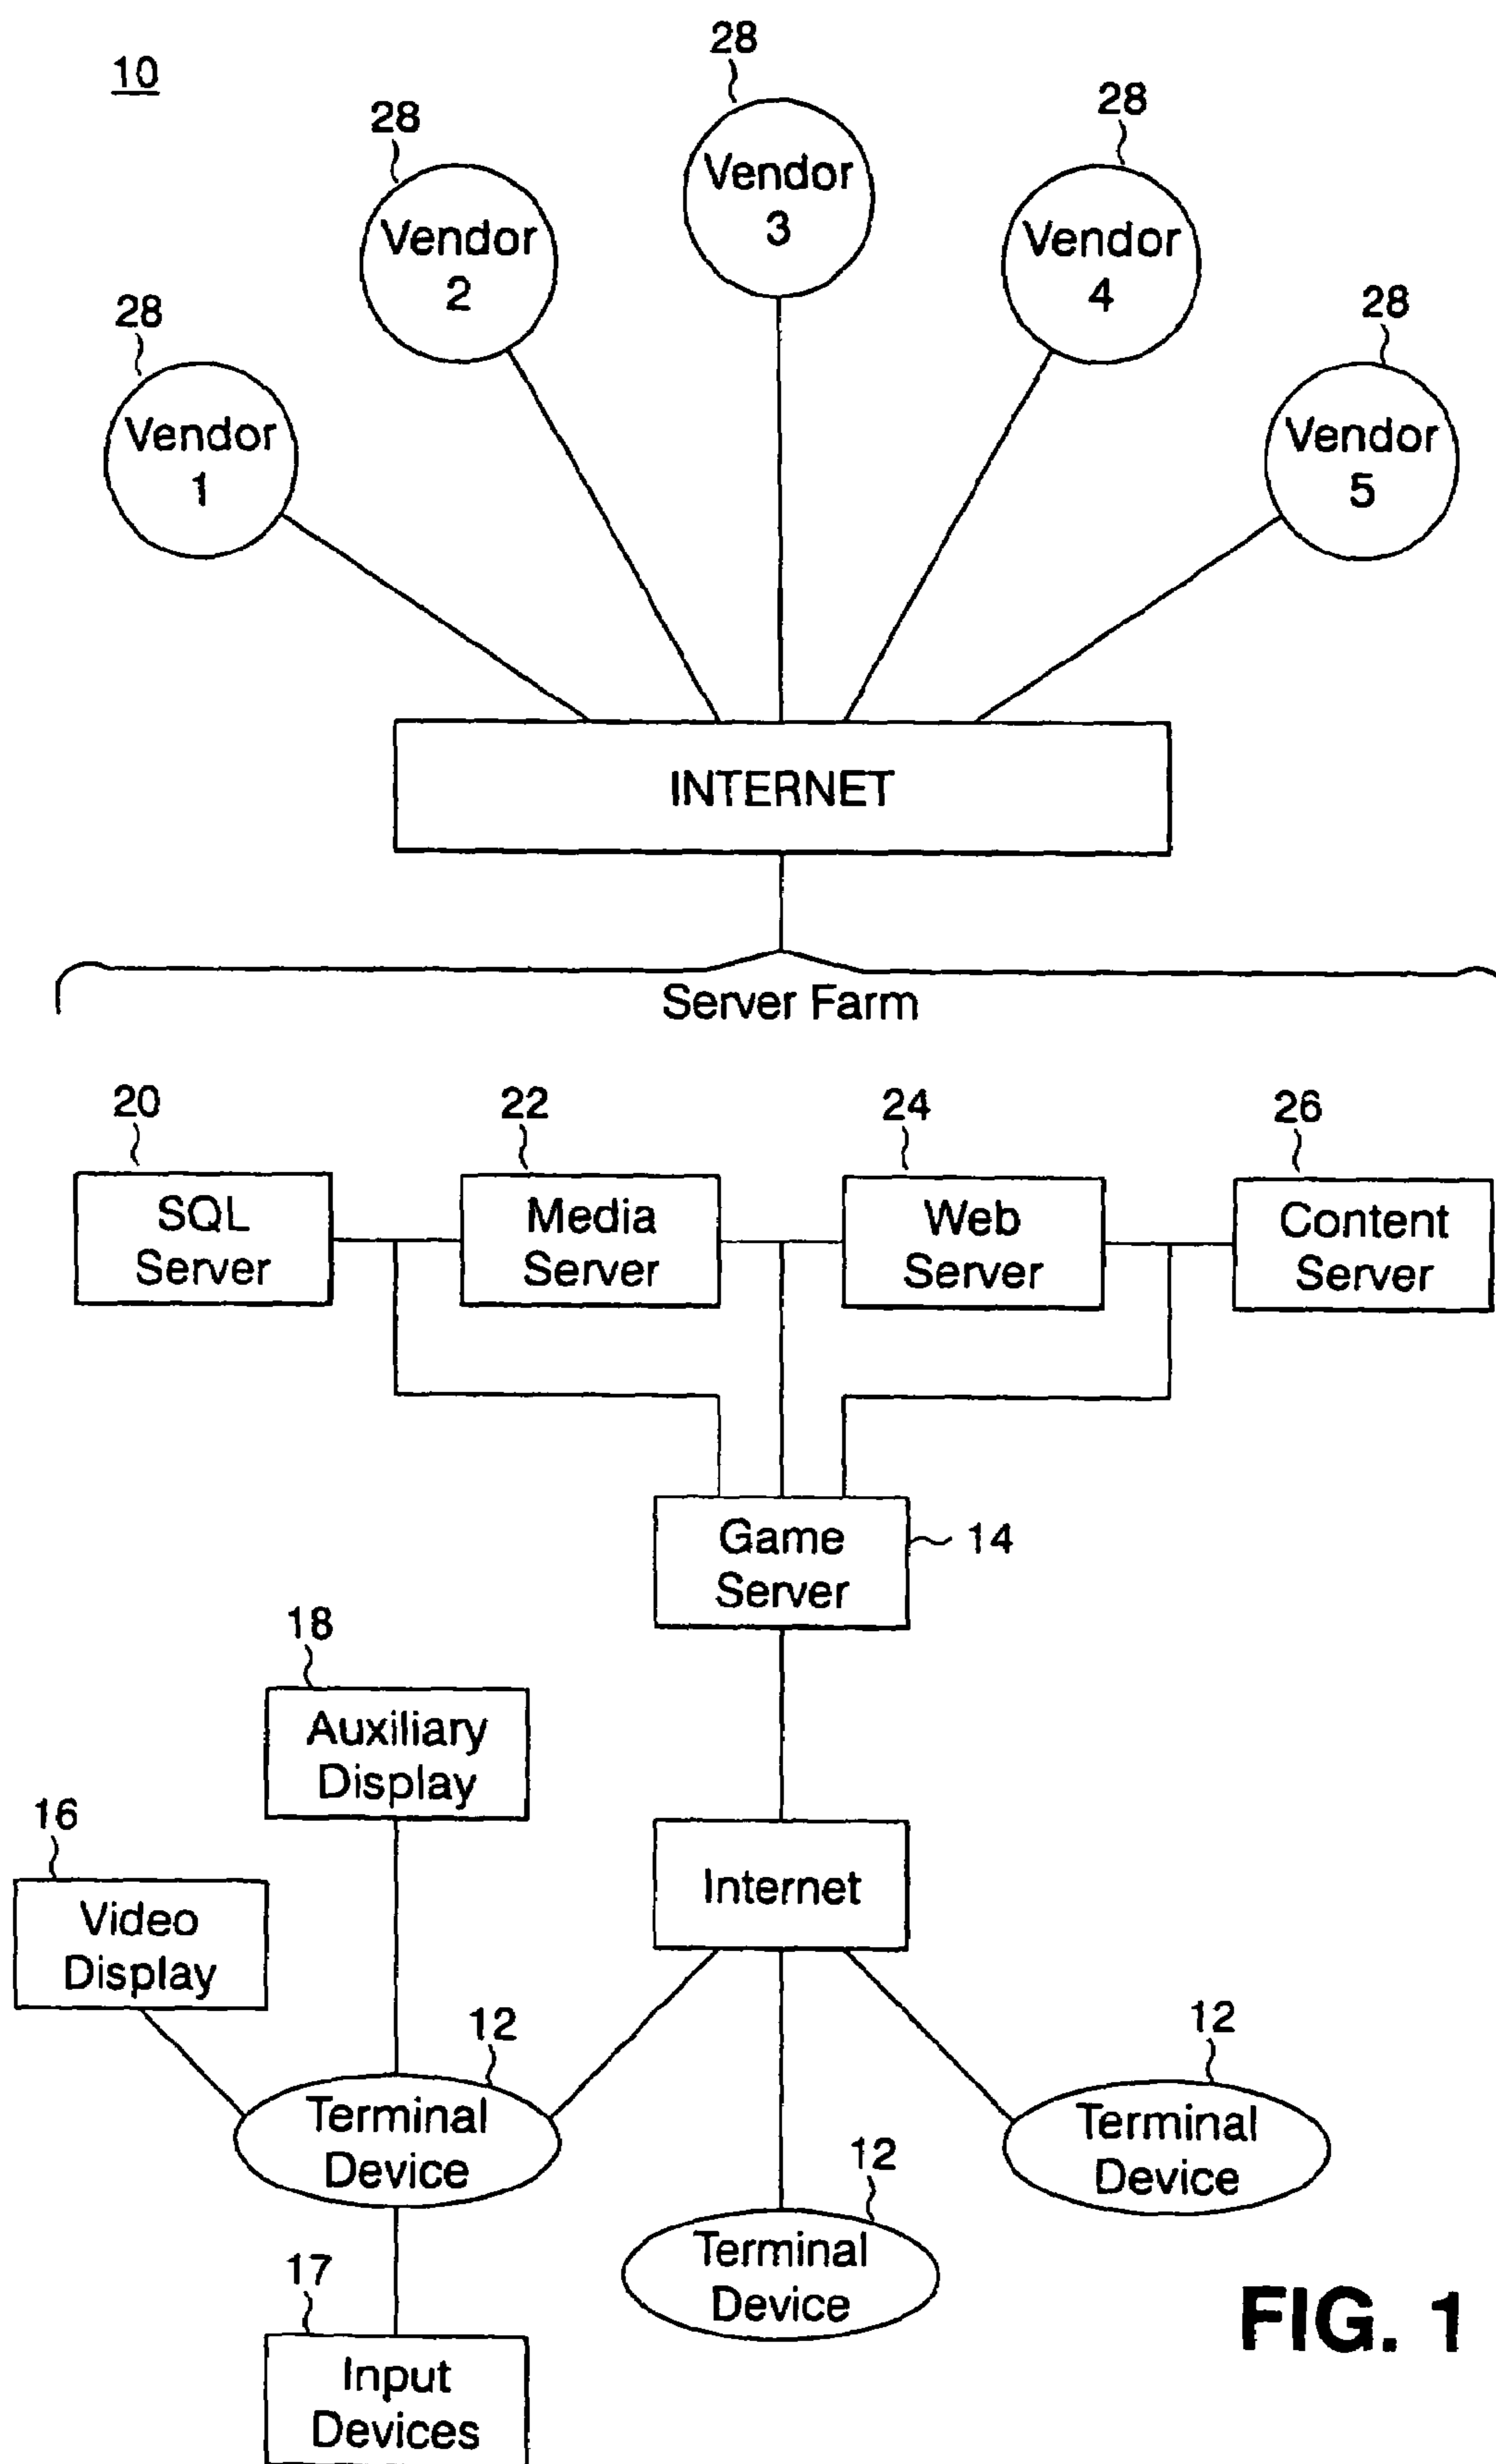 10
28
28
28
28
28
Vendor
1
Vendor
2
Vendor
3
Vendor
4
Vendor
5
INTERNET
Server Farm
20
22
24
26
SQL
Server
Media
Server
Web
Server
Content
Server
Game
Server
14
18
Auxiliary
Display
16
Video
Display
Internet
12
Terminal
Device
12
Terminal
Device
12
Terminal
Device
17
Input
Devices
FIG. 1